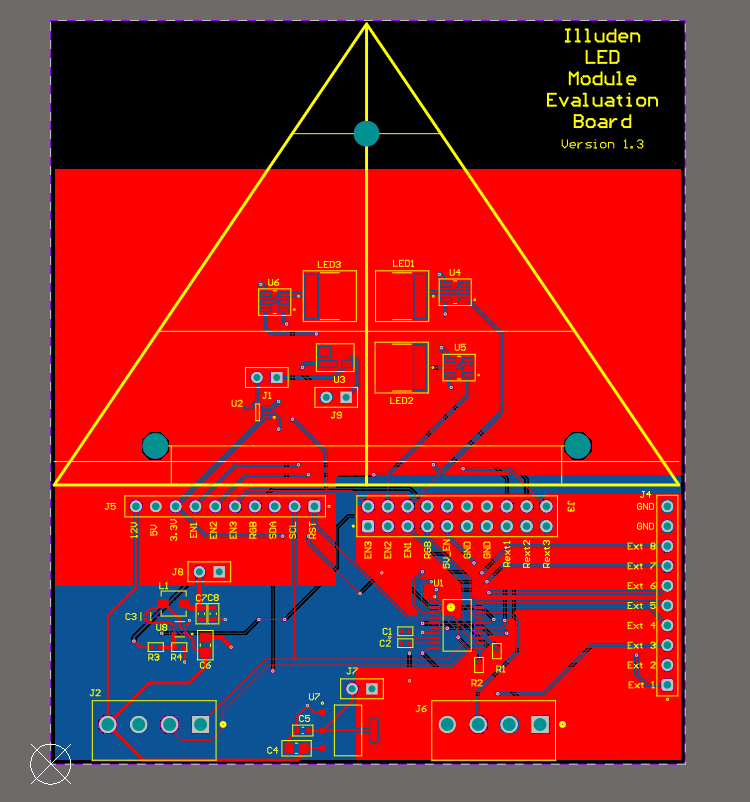 Illuden
LED
Module
Evaluation
Board
Version 1.3
LED3
LED1
U6
U4
U5
U3
J1
LED2
U2
J9
J5
J3
J4
12V
5V
3.3V
EN1
EN2
EN3
RGB
SDA
SCL
RST
EN3
EN2
EN1
RGB
5V_EN
GND
GND
Rext1
Rext2
Rext3
GND
GND
Ext 8
Ext 7
Ext 6
Ext 5
Ext 4
Ext 3
Ext 2
Ext 1
J8
L1
C7
C8
C3
U8
R3
R4
C6
U1
C1
C2
R1
R2
J2
J7
U7
C5
C4
J6